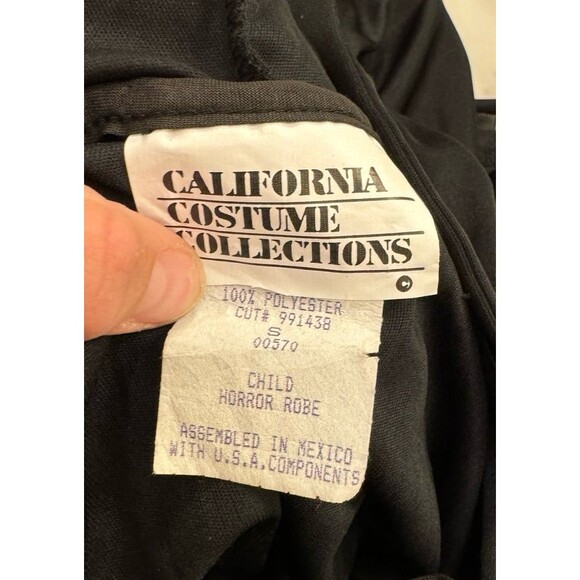 CALIFORNIA
COSTUME
COLLECTIONS
C
100% POLYESTER
CUT# 991438
S
00570
CHILD
HORROR ROBE
ASSEMBLED IN MEXICO
WITH U.S.A.COMPONENTS